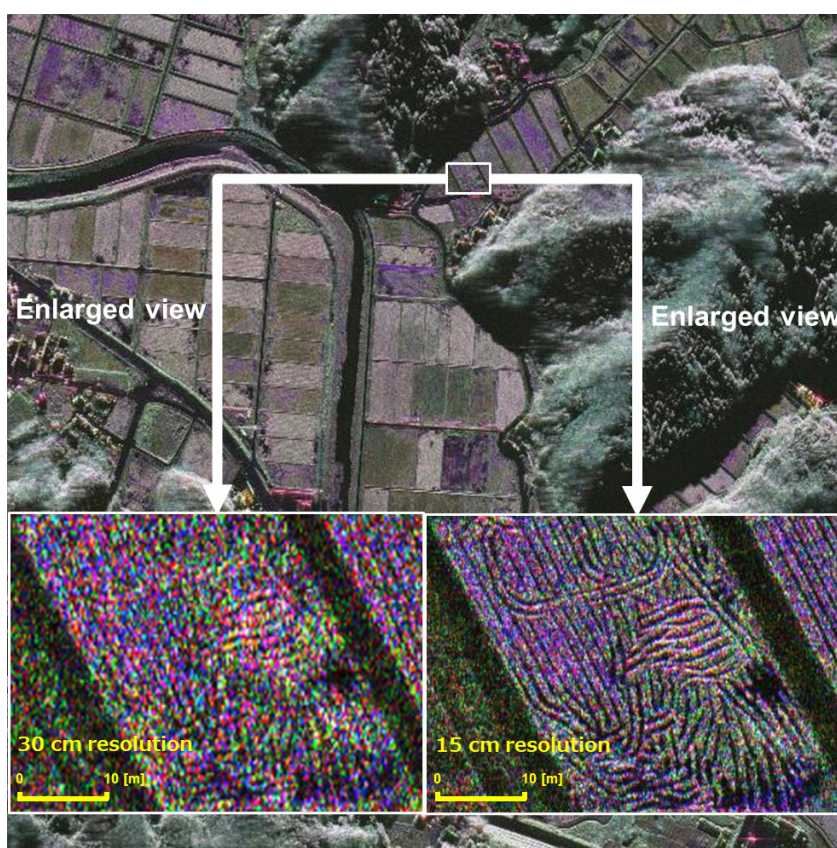 Enlarged view
Enlarged view
30 cm resolution
0 10 [m]
15 cm resolution
0 10 [m]